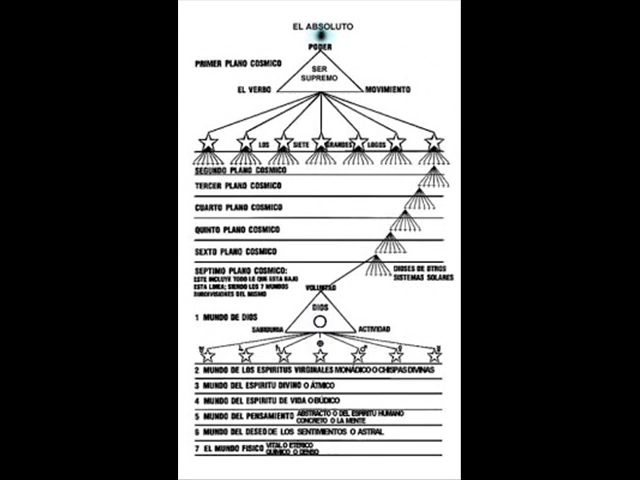 EL ABSOLUTO
PODER
PRIMER PLANO COSMICO
SER
SUPREMO
EL VERBO
MOVIMIENTO
LOS SIETE GRANDES LOGOS
SEGUNDO PLANO COSMICO
TERCER PLANO COSMICO
CUARTO PLANO COSMICO
QUINTO PLANO COSMICO
SEXTO PLANO COSMICO
SEPTIMO PLANO COSMICO:
ESTE INCLUYE TODO LO QUE ESTA BAJO
ESTA LINEA; SIENDO LOS 7 MUNDOS
SUBDIVISIONES DEL MISMO
DIOSES DE OTROS
SISTEMAS SOLARES
VOLUNTAD
DIOS
1 MUNDO DE DIOS
SABIDURIA
ACTIVIDAD
2 MUNDO DE LOS ESPIRITUS VIRGINALES MONÁDICO O CHISPAS DIVINAS
3 MUNDO DEL ESPIRITU DIVINO O ÁTMICO
4 MUNDO DEL ESPIRITU DE VIDA O BÚDICO
5 MUNDO DEL PENSAMIENTO ABSTRACTO O DEL ESPIRITU HUMANO
CONCRETO O LA MENTE
6 MUNDO DEL DESEO DE LOS SENTIMIENTOS O ASTRAL
7 EL MUNDO FISICO VITAL O ETERICO
QUIMICO O DENSO